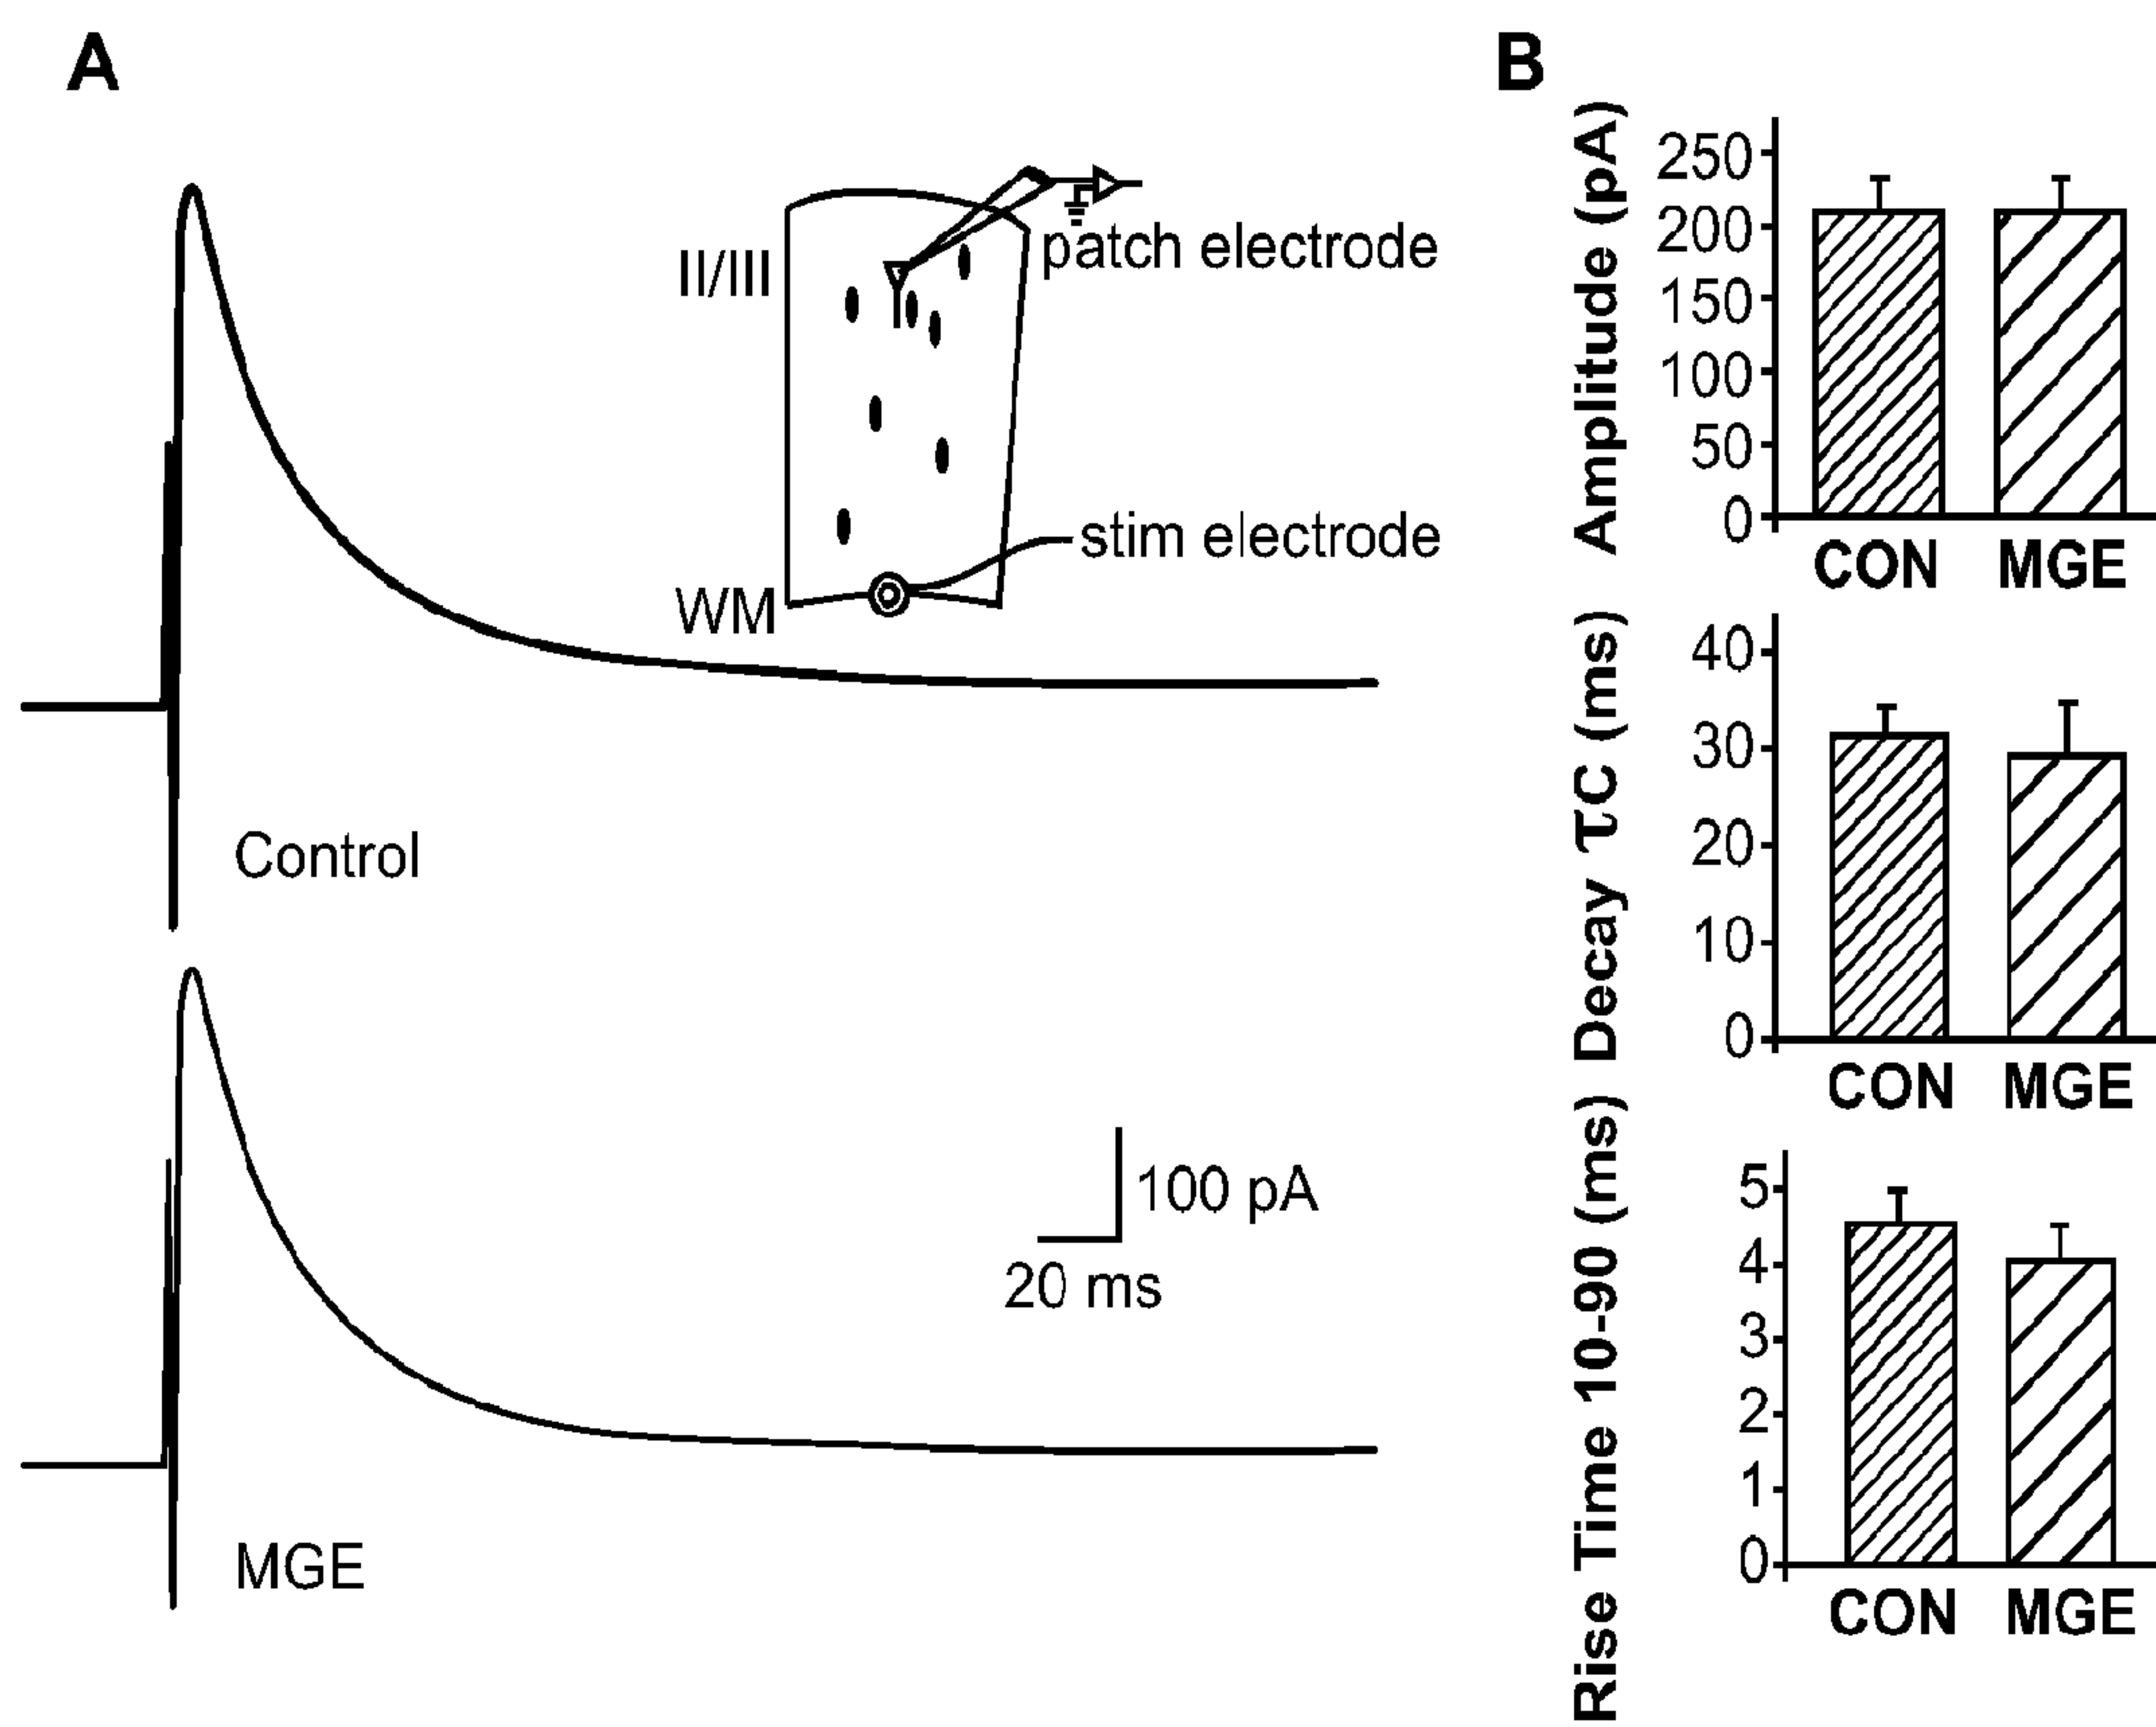 A
II/III
patch electrode
stim electrode
WM
Control
100 pA
20 ms
MGE
B
Amplitude (pA)
250
200
150
100
50
0
CON MGE
Decay τC (ms)
40
30
20
10
0
CON MGE
Rise Time 10-90 (ms)
5
4
3
2
1
0
CON MGE